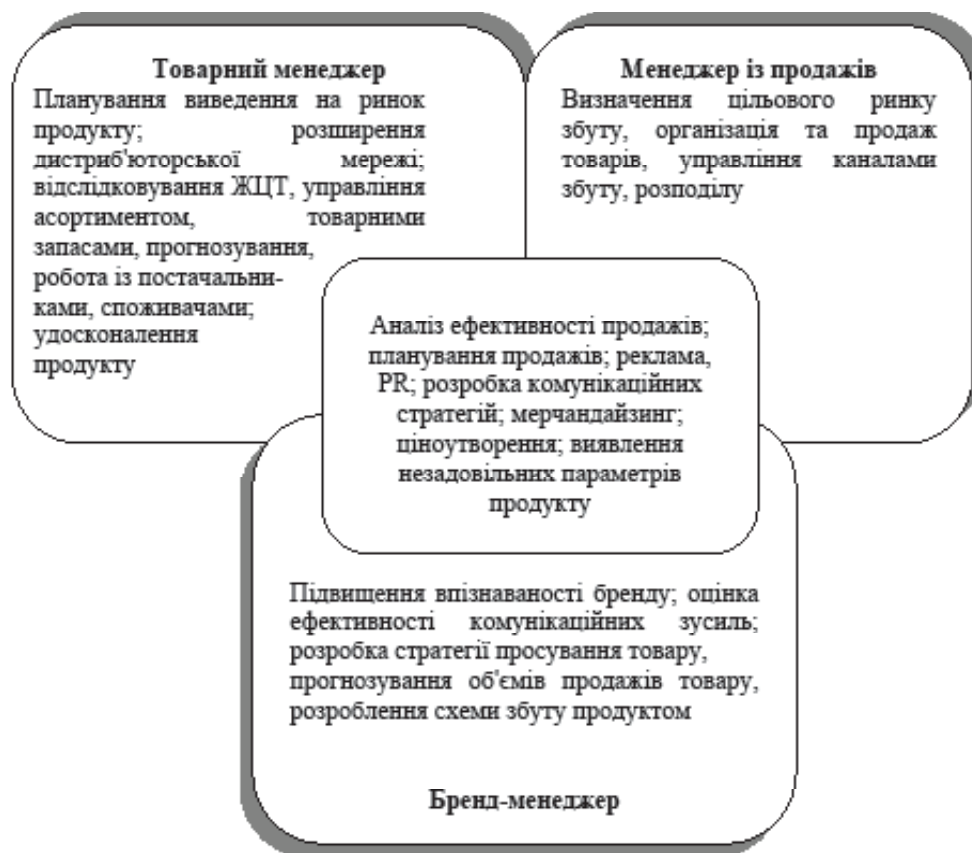 Товарний менеджер
Планування виведення на ринок
продукту; розширення
дистриб'юторської мережі;
відслідковування ЖЦТ, управління
асортиментом, товарними
запасами, прогнозування,
робота із постачальни-
ками, споживачами;
удосконалення
продукту
Менеджер із продажів
Визначення цільового ринку
збуту, організація та продаж
товарів, управління каналами
збуту, розподілу
Аналіз ефективності продажів;
планування продажів; реклама,
PR; розробка комунікаційних
стратегій; мерчандайзинг;
ціноутворення; виявлення
незадовільних параметрів
продукту
Підвищення впізнаваності бренду; оцінка
ефективності комунікаційних зусиль;
розробка стратегії просування товару,
прогнозування об'ємів продажів товару,
розроблення схеми збуту продуктом
Бренд-менеджер